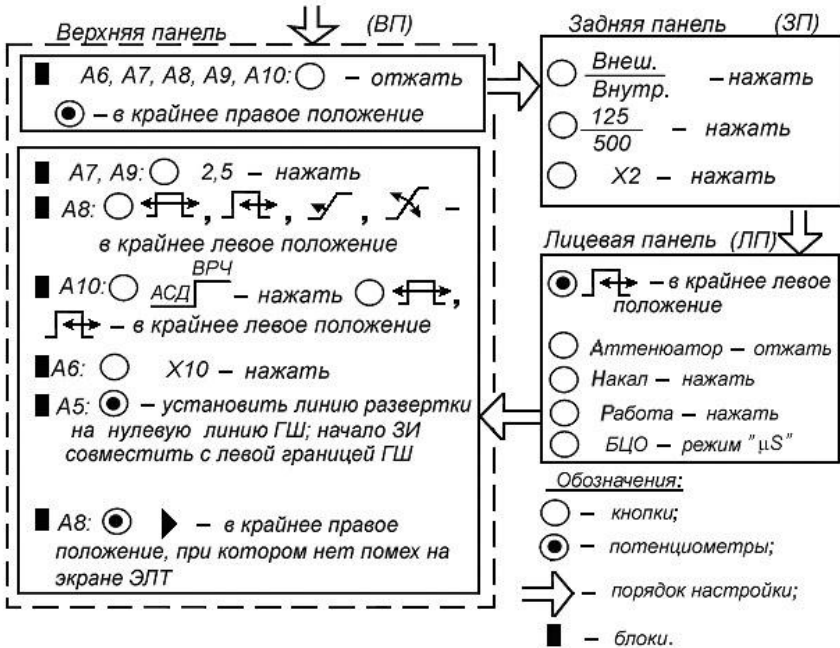 Верхняя панель (ВП)
А6, А7, А8, А9, А10: – отжать
– в крайнее правое положение
А7, А9: 2,5 – нажать
А8: , , , –
в крайнее левое положение
А10: АСД ВРЧ – нажать ,
– в крайнее левое положение
А6: Х10 – нажать
А5: – установить линию развертки
на нулевую линию ГШ; начало ЗИ
совместить с левой границей ГШ
А8: – в крайнее правое
положение, при котором нет помех на
экране ЭЛТ
Задняя панель (ЗП)
Внеш.
Внутр. – нажать
125
500 – нажать
Х2 – нажать
Лицевая панель (ЛП)
– в крайнее левое
положение
Аттенюатор – отжать
Накал – нажать
Работа – нажать
БЦО – режим "μS"
Обозначения:
– кнопки;
– потенциометры;
– порядок настройки;
– блоки.